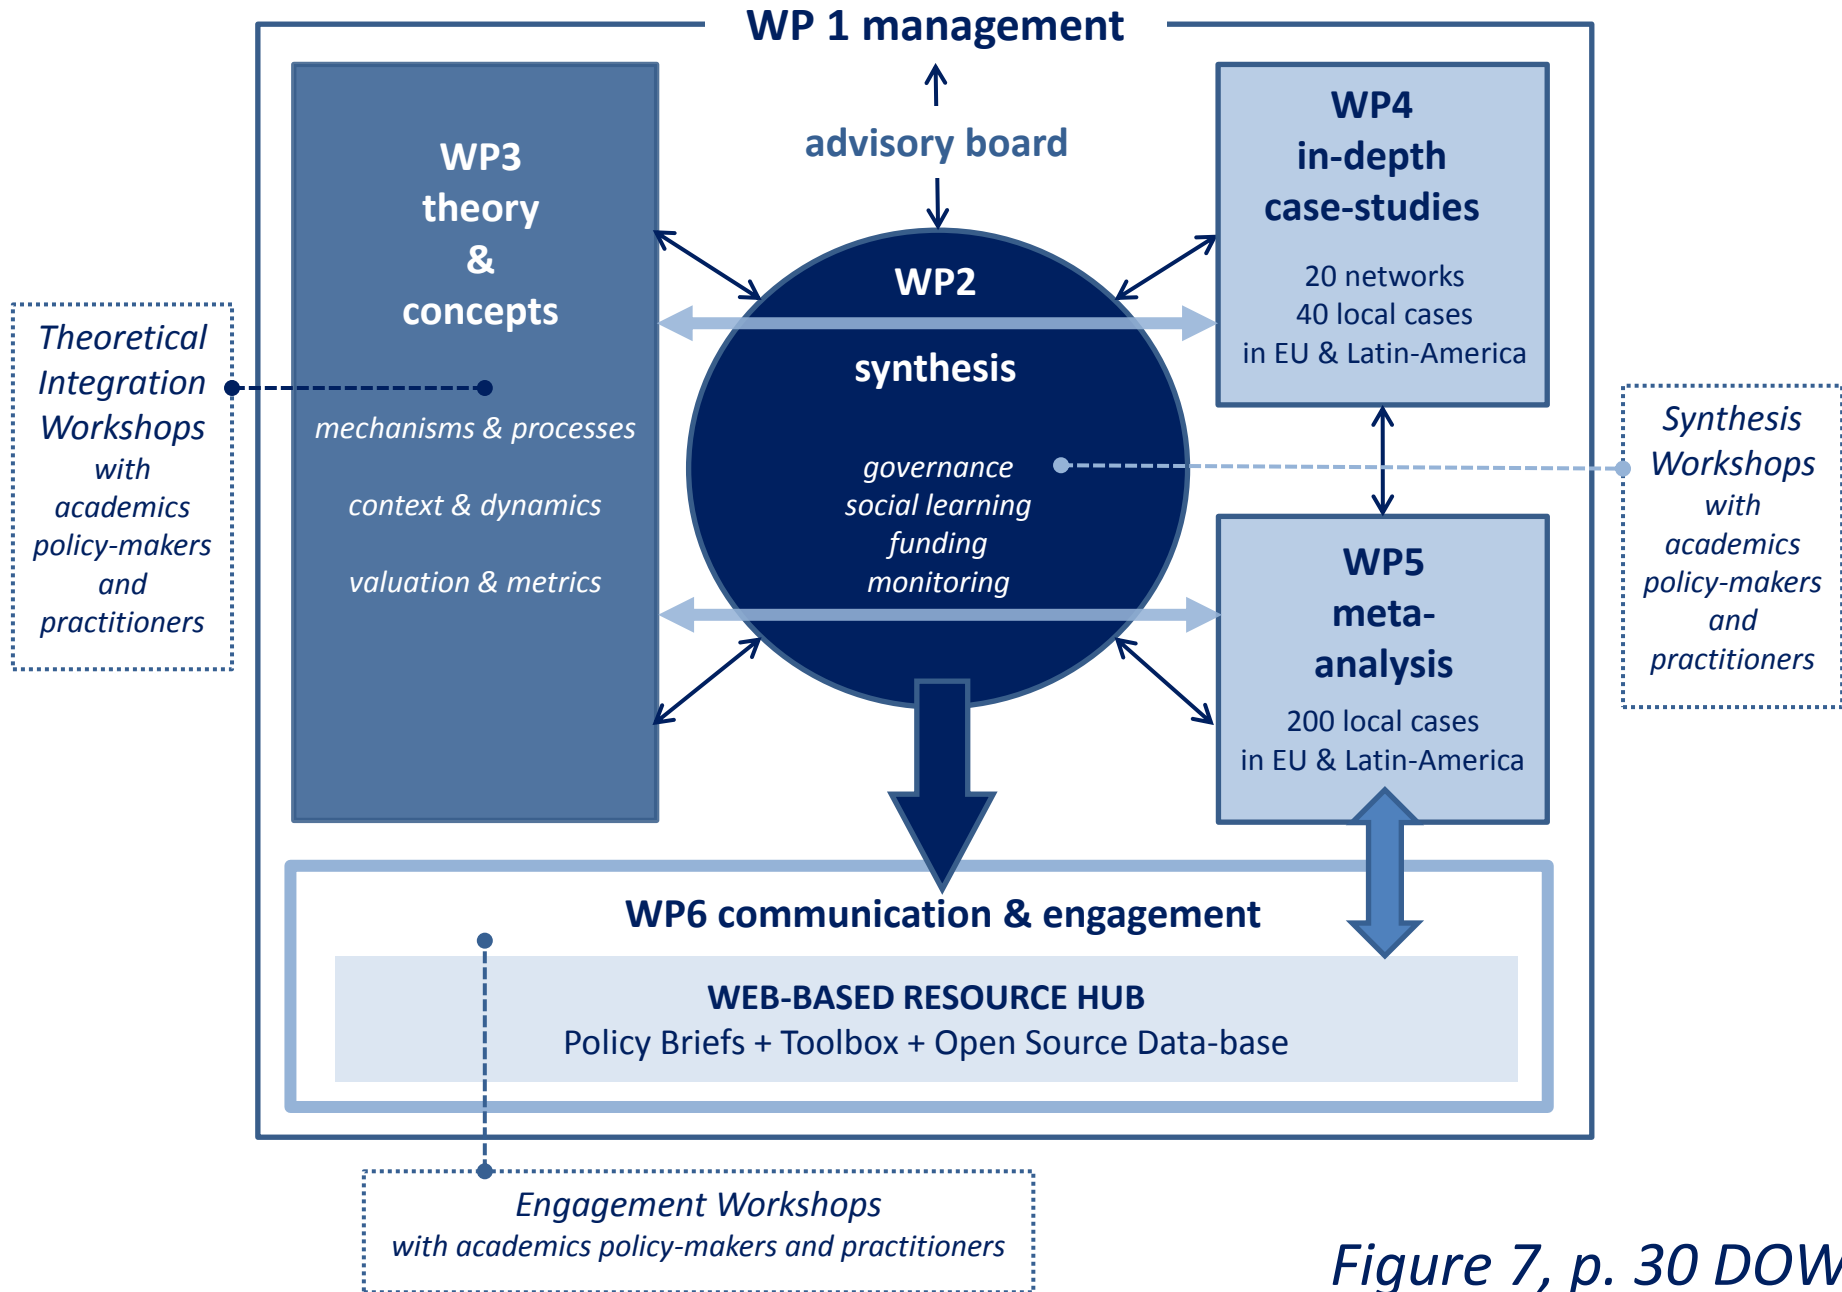 WP 1 management
advisory board
WP3
theory
&
concepts
mechanisms & processes
context & dynamics
valuation & metrics
WP2
synthesis
governance
social learning
funding
monitoring
WP4
in-depth
case-studies
20 networks
40 local cases
in EU & Latin-America
WP5
meta-
analysis
200 local cases
in EU & Latin-America
Theoretical
Integration
Workshops
with
academics
policy-makers
and
practitioners
Synthesis
Workshops
with
academics
policy-makers
and
practitioners
WP6 communication & engagement
WEB-BASED RESOURCE HUB
Policy Briefs + Toolbox + Open Source Data-base
Engagement Workshops
with academics policy-makers and practitioners
Figure 7, p. 30 DOW